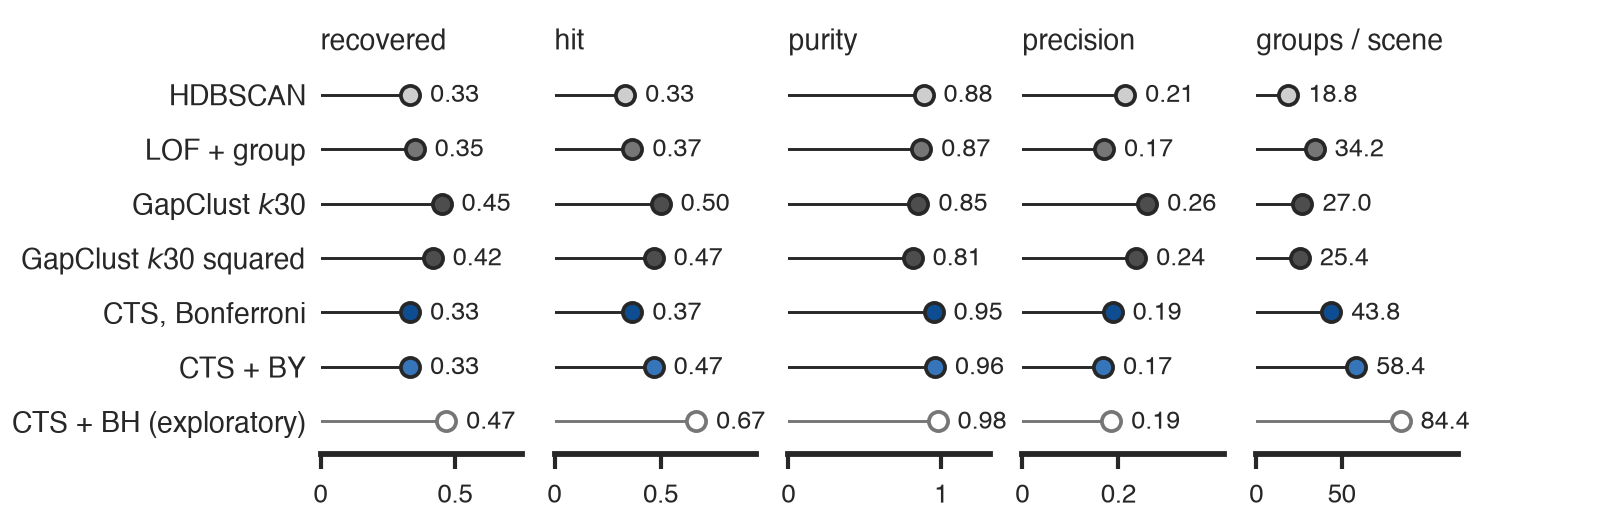 recovered hit purity precision groups / scene
HDBSCAN 0.33 0.33 0.88 0.21 18.8
LOF + group 0.35 0.37 0.87 0.17 34.2
GapClust k30 0.45 0.50 0.85 0.26 27.0
GapClust k30 squared 0.42 0.47 0.81 0.24 25.4
CTS, Bonferroni 0.33 0.37 0.95 0.19 43.8
CTS + BY 0.33 0.47 0.96 0.17 58.4
CTS + BH (exploratory) 0.47 0.67 0.98 0.19 84.4
0 0.5 0 0.5 0 1 0 0.2 0 50